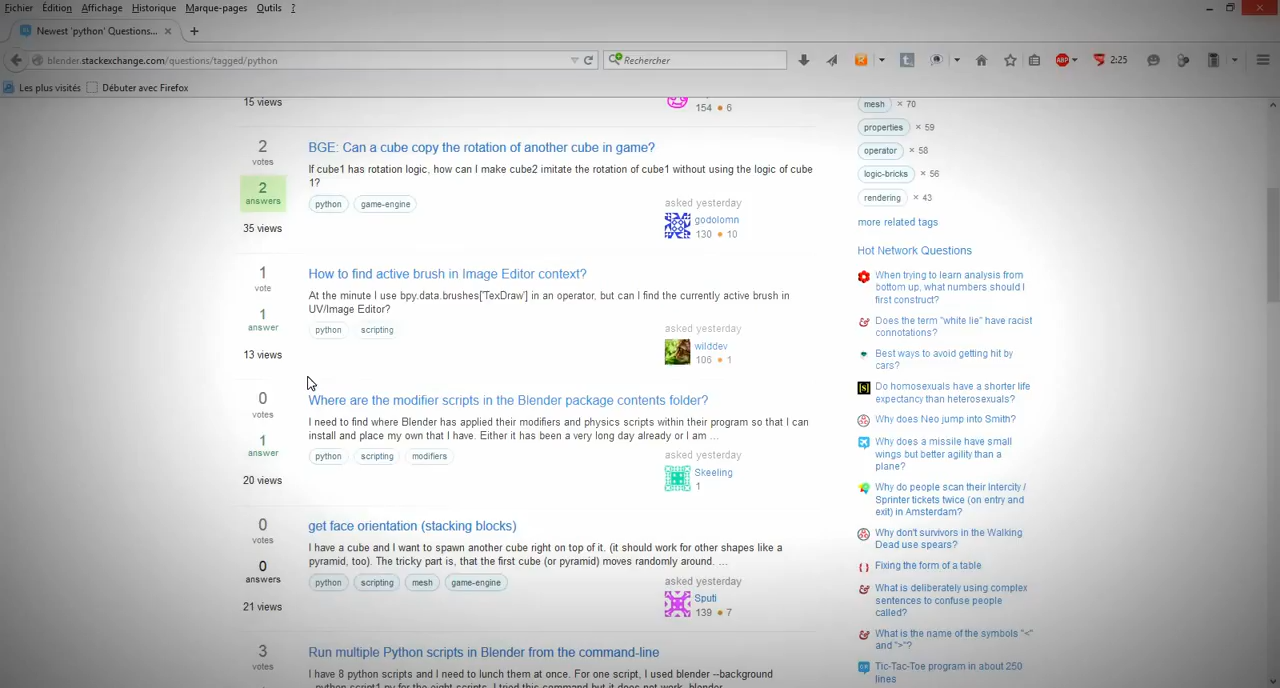 Fichier Édition Affichage Historique Marque-pages Outils ?
Newest 'python' Questions... × +
blender.stackexchange.com/questions/tagged/python
Rechercher
ABP
2:25
Les plus visités Débuter avec Firefox
15 views
154 6
2
votes
2
answers
35 views
BGE: Can a cube copy the rotation of another cube in game?
If cube1 has rotation logic, how can I make cube2 imitate the rotation of cube1 without using the logic of cube
1?
python game-engine
asked yesterday
godolomn
130 10
1
vote
1
answer
13 views
How to find active brush in Image Editor context?
At the minute I use bpy.data.brushes['TexDraw'] in an operator, but can I find the currently active brush in
UV/Image Editor?
python scripting
asked yesterday
wilddev
106 1
0
votes
1
answer
20 views
Where are the modifier scripts in the Blender package contents folder?
I need to find where Blender has applied their modifiers and physics scripts within their program so that I can
install and place my own that I have. Either it has been a very long day already or I am ...
python scripting modifiers
asked yesterday
Skeeling
1
0
votes
0
answers
21 views
get face orientation (stacking blocks)
I have a cube and I want to spawn another cube right on top of it. (it should work for other shapes like a
pyramid, too). The tricky part is, that the first cube (or pyramid) moves randomly around. ...
python scripting mesh game-engine
asked yesterday
Sputi
139 7
3
votes
Run multiple Python scripts in Blender from the command-line
I have 8 python scripts and I need to lunch them at once. For one script, I used blender --background
mesh × 70
properties × 59
operator × 58
logic-bricks × 56
rendering × 43
more related tags
Hot Network Questions
When trying to learn analysis from
bottom up, what numbers should I
first construct?
Does the term "white lie" have racist
connotations?
Best ways to avoid getting hit by
cars?
Do homosexuals have a shorter life
expectancy than heterosexuals?
Why does Neo jump into Smith?
Why does a missile have small
wings but better agility than a
plane?
Why do people scan their Intercity /
Sprinter tickets twice (on entry and
exit) in Amsterdam?
Why don't survivors in the Walking
Dead use spears?
Fixing the form of a table
What is deliberately using complex
sentences to confuse people
called?
What is the name of the symbols "<"
and ">"?
Tic-Tac-Toe program in about 250
lines